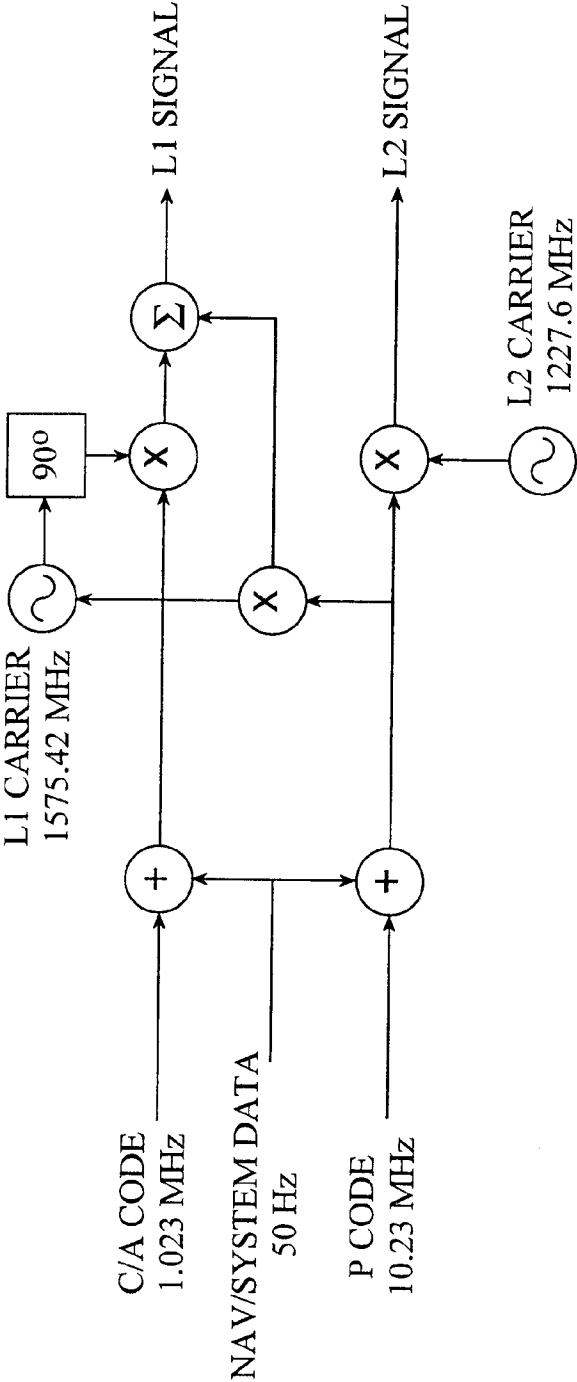 C/A CODE
1.023 MHz
NAV/SYSTEM DATA
50 Hz
P CODE
10.23 MHz
+
+
L1 CARRIER
1575.42 MHz
90º
X
X
X
Σ
L2 CARRIER
1227.6 MHz
L1 SIGNAL
L2 SIGNAL